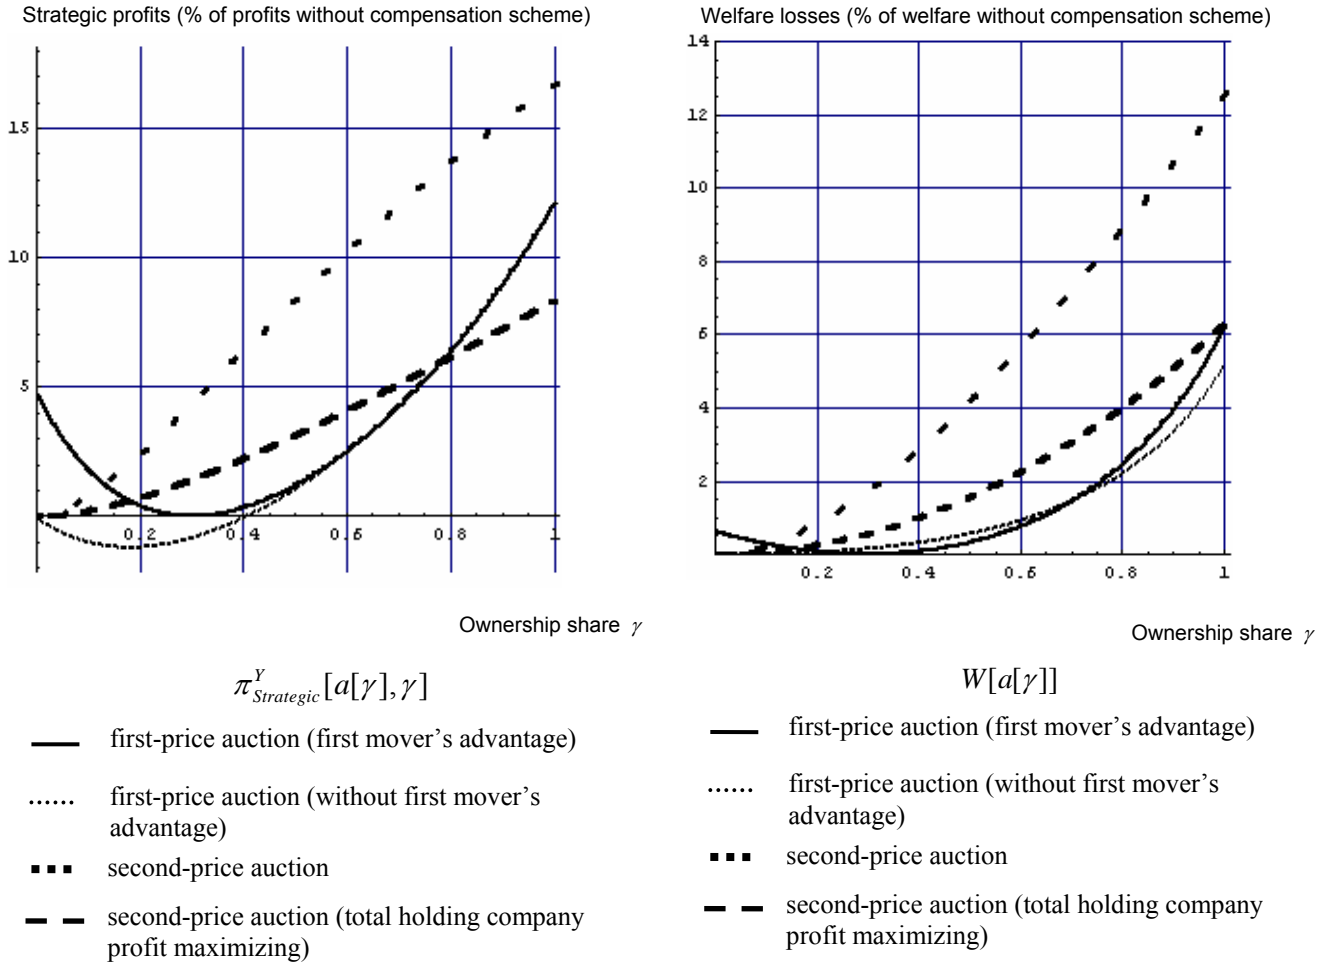 Strategic profits (% of profits without compensation scheme)
15
10
5
0.2
0.4
0.6
0.8
1
Ownership share γ
π^Y_Strategic [a[γ], γ]
first-price auction (first mover's advantage)
first-price auction (without first mover's
advantage)
second-price auction
second-price auction (total holding company
profit maximizing)
Welfare losses (% of welfare without compensation scheme)
14
12
10
8
6
4
2
0.2
0.4
0.6
0.8
1
Ownership share γ
W[a[γ]]
first-price auction (first mover's advantage)
first-price auction (without first mover's
advantage)
second-price auction
second-price auction (total holding company
profit maximizing)